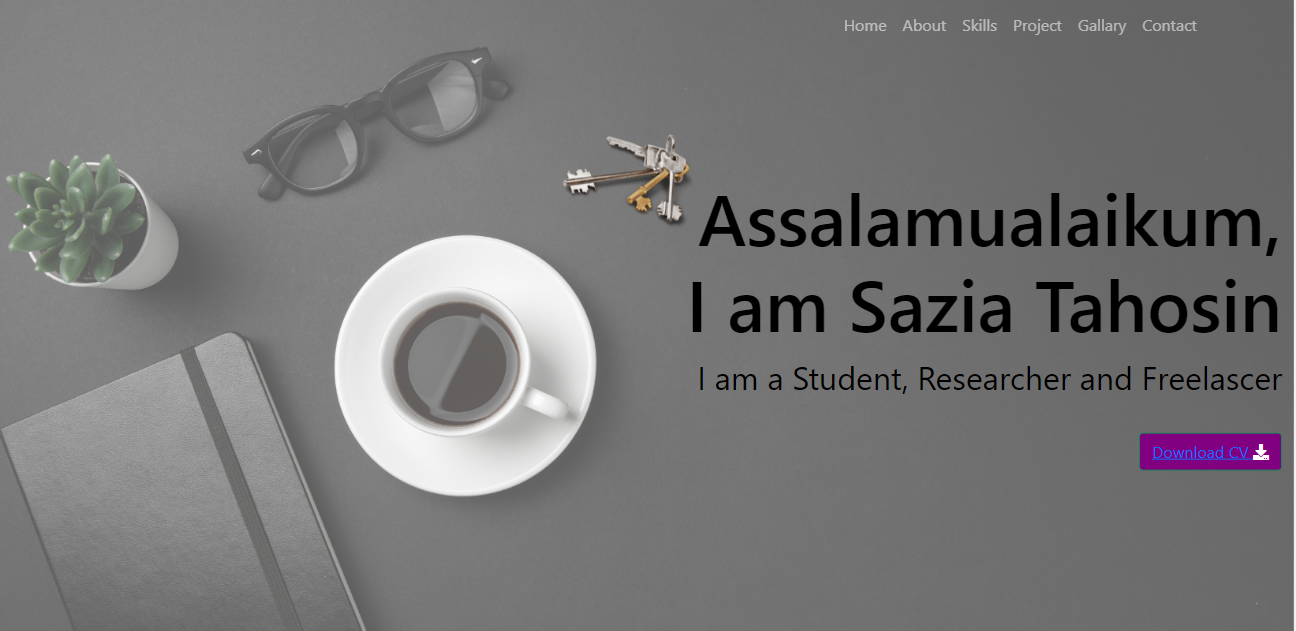 Home About Skills Project Gallary Contact
Assalamualaikum,
I am Sazia Tahosin
I am a Student, Researcher and Freelascer
Download CV